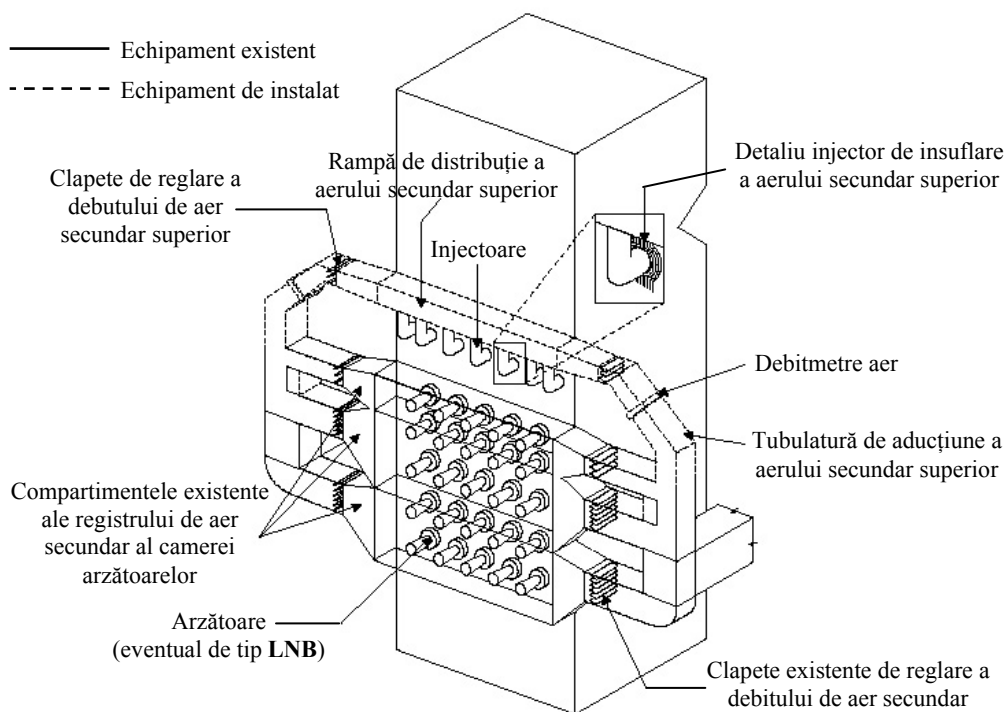 Echipament existent
Echipament de instalat
Rampă de distribuție a
aerului secundar superior
Detaliu injector de insuflare
a aerului secundar superior
Clapete de reglare a
debutului de aer
secundar superior
Injectoare
Debitmetre aer
Tubulatură de aducțiune a
aerului secundar superior
Compartimentele existente
ale registrului de aer
secundar al camerei
arzătoarelor
Arzătoare
(eventual de tip LNB)
Clapete existente de reglare a
debitului de aer secundar